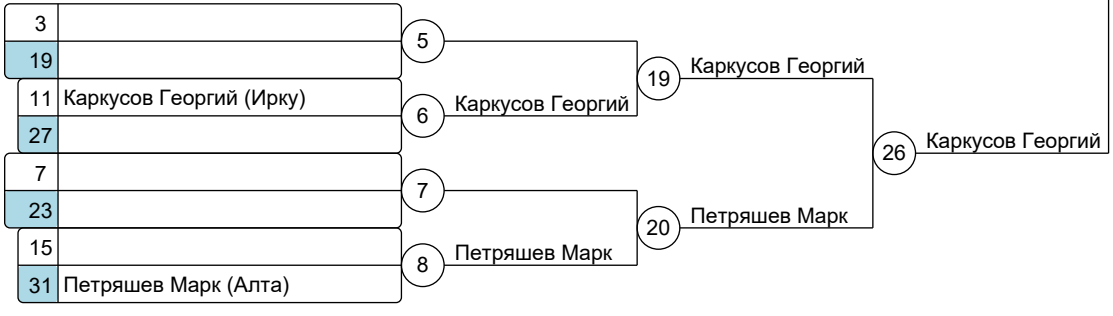 3
5
19
19
Каркусов Георгий
11 Каркусов Георгий (Ирку)
6
Каркусов Георгий
27
26
Каркусов Георгий
7
7
23
20
Петряшев Марк
15
8
Петряшев Марк
31 Петряшев Марк (Алта)